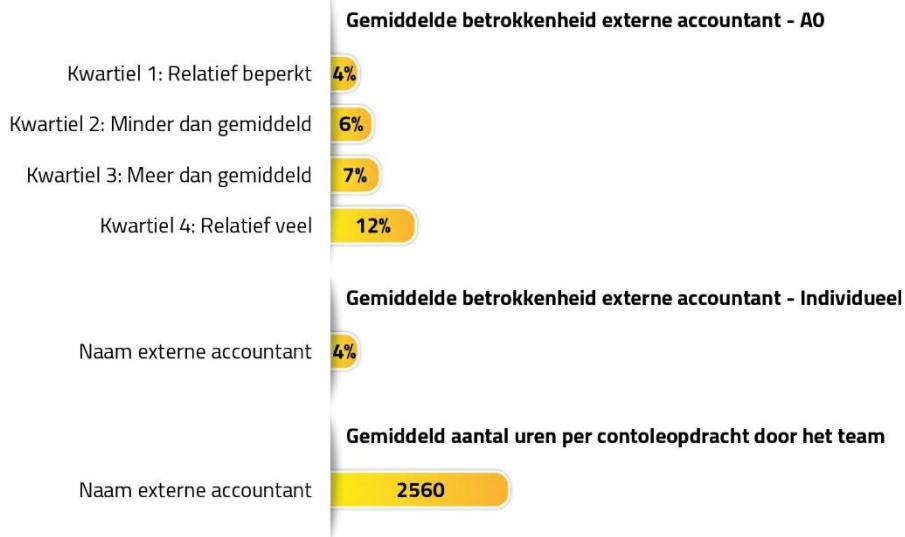 Gemiddelde betrokkenheid externe accountant - AO
Kwartiel 1: Relatief beperkt 4%
Kwartiel 2: Minder dan gemiddeld 6%
Kwartiel 3: Meer dan gemiddeld 7%
Kwartiel 4: Relatief veel 12%
Gemiddelde betrokkenheid externe accountant - Individueel
Naam externe accountant 4%
Gemiddeld aantal uren per contoleopdracht door het team
Naam externe accountant 2560